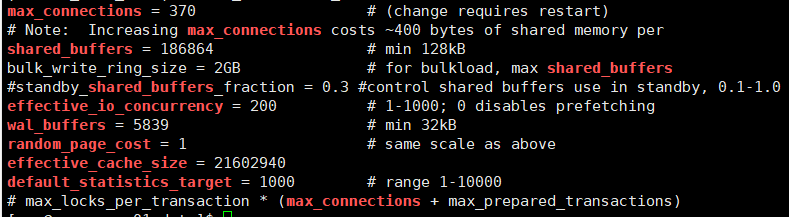 max_connections = 370 # (change requires restart)
# Note: Increasing max_connections costs ~400 bytes of shared memory per
shared_buffers = 186864 # min 128kB
bulk_write_ring_size = 2GB # for bulkload, max shared_buffers
#standby_shared_buffers_fraction = 0.3 #control shared buffers use in standby, 0.1-1.0
effective_io_concurrency = 200 # 1-1000; 0 disables prefetching
wal_buffers = 5839 # min 32kB
random_page_cost = 1 # same scale as above
effective_cache_size = 21602940
default_statistics_target = 1000 # range 1-10000
# max_locks_per_transaction * (max_connections + max_prepared_transactions)